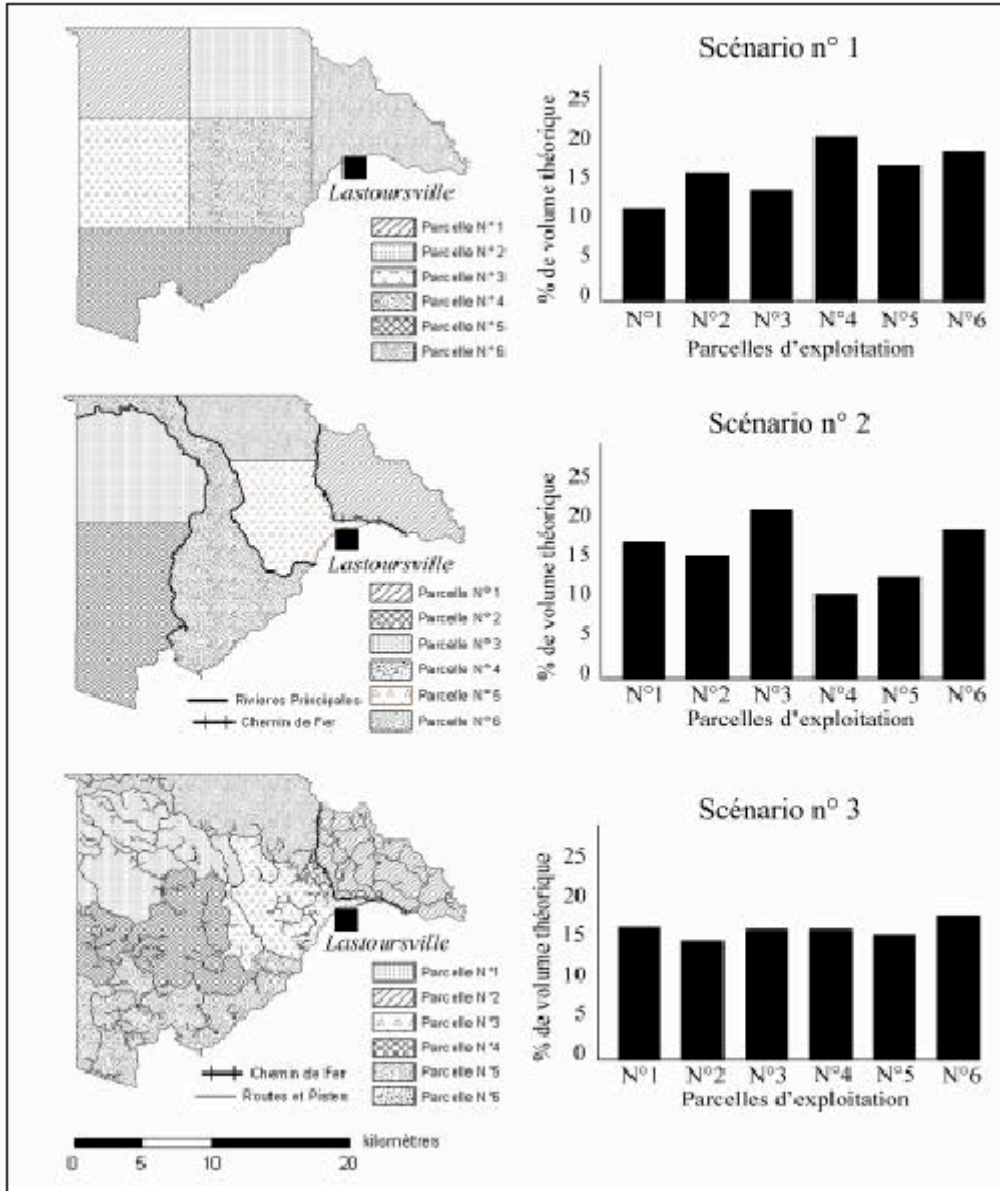 Scénario n° 1
% de volume théorique
25
20
15
10
5
0
N°1 N°2 N°3 N°4 N°5 N°6
Parcelles d'exploitation
Lastoursville
Parcelle N°1
Parcelle N°2
Parcelle N°3
Parcelle N°4
Parcelle N°5
Parcelle N°6
Scénario n° 2
% de volume théorique
25
20
15
10
5
0
N°1 N°2 N°3 N°4 N°5 N°6
Parcelles d'exploitation
Lastoursville
Parcelle N°1
Parcelle N°2
Parcelle N°3
Parcelle N°4
Parcelle N°5
Parcelle N°6
Rivieres Principales
Chemin de Fer
Scénario n° 3
% de volume théorique
25
20
15
10
5
0
N°1 N°2 N°3 N°4 N°5 N°6
Parcelles d'exploitation
Lastoursville
Parcelle N°1
Parcelle N°2
Parcelle N°3
Parcelle N°4
Parcelle N°5
Parcelle N°6
Chemin de Fer
Routes et Pistes
kilomètres
0 5 10 20